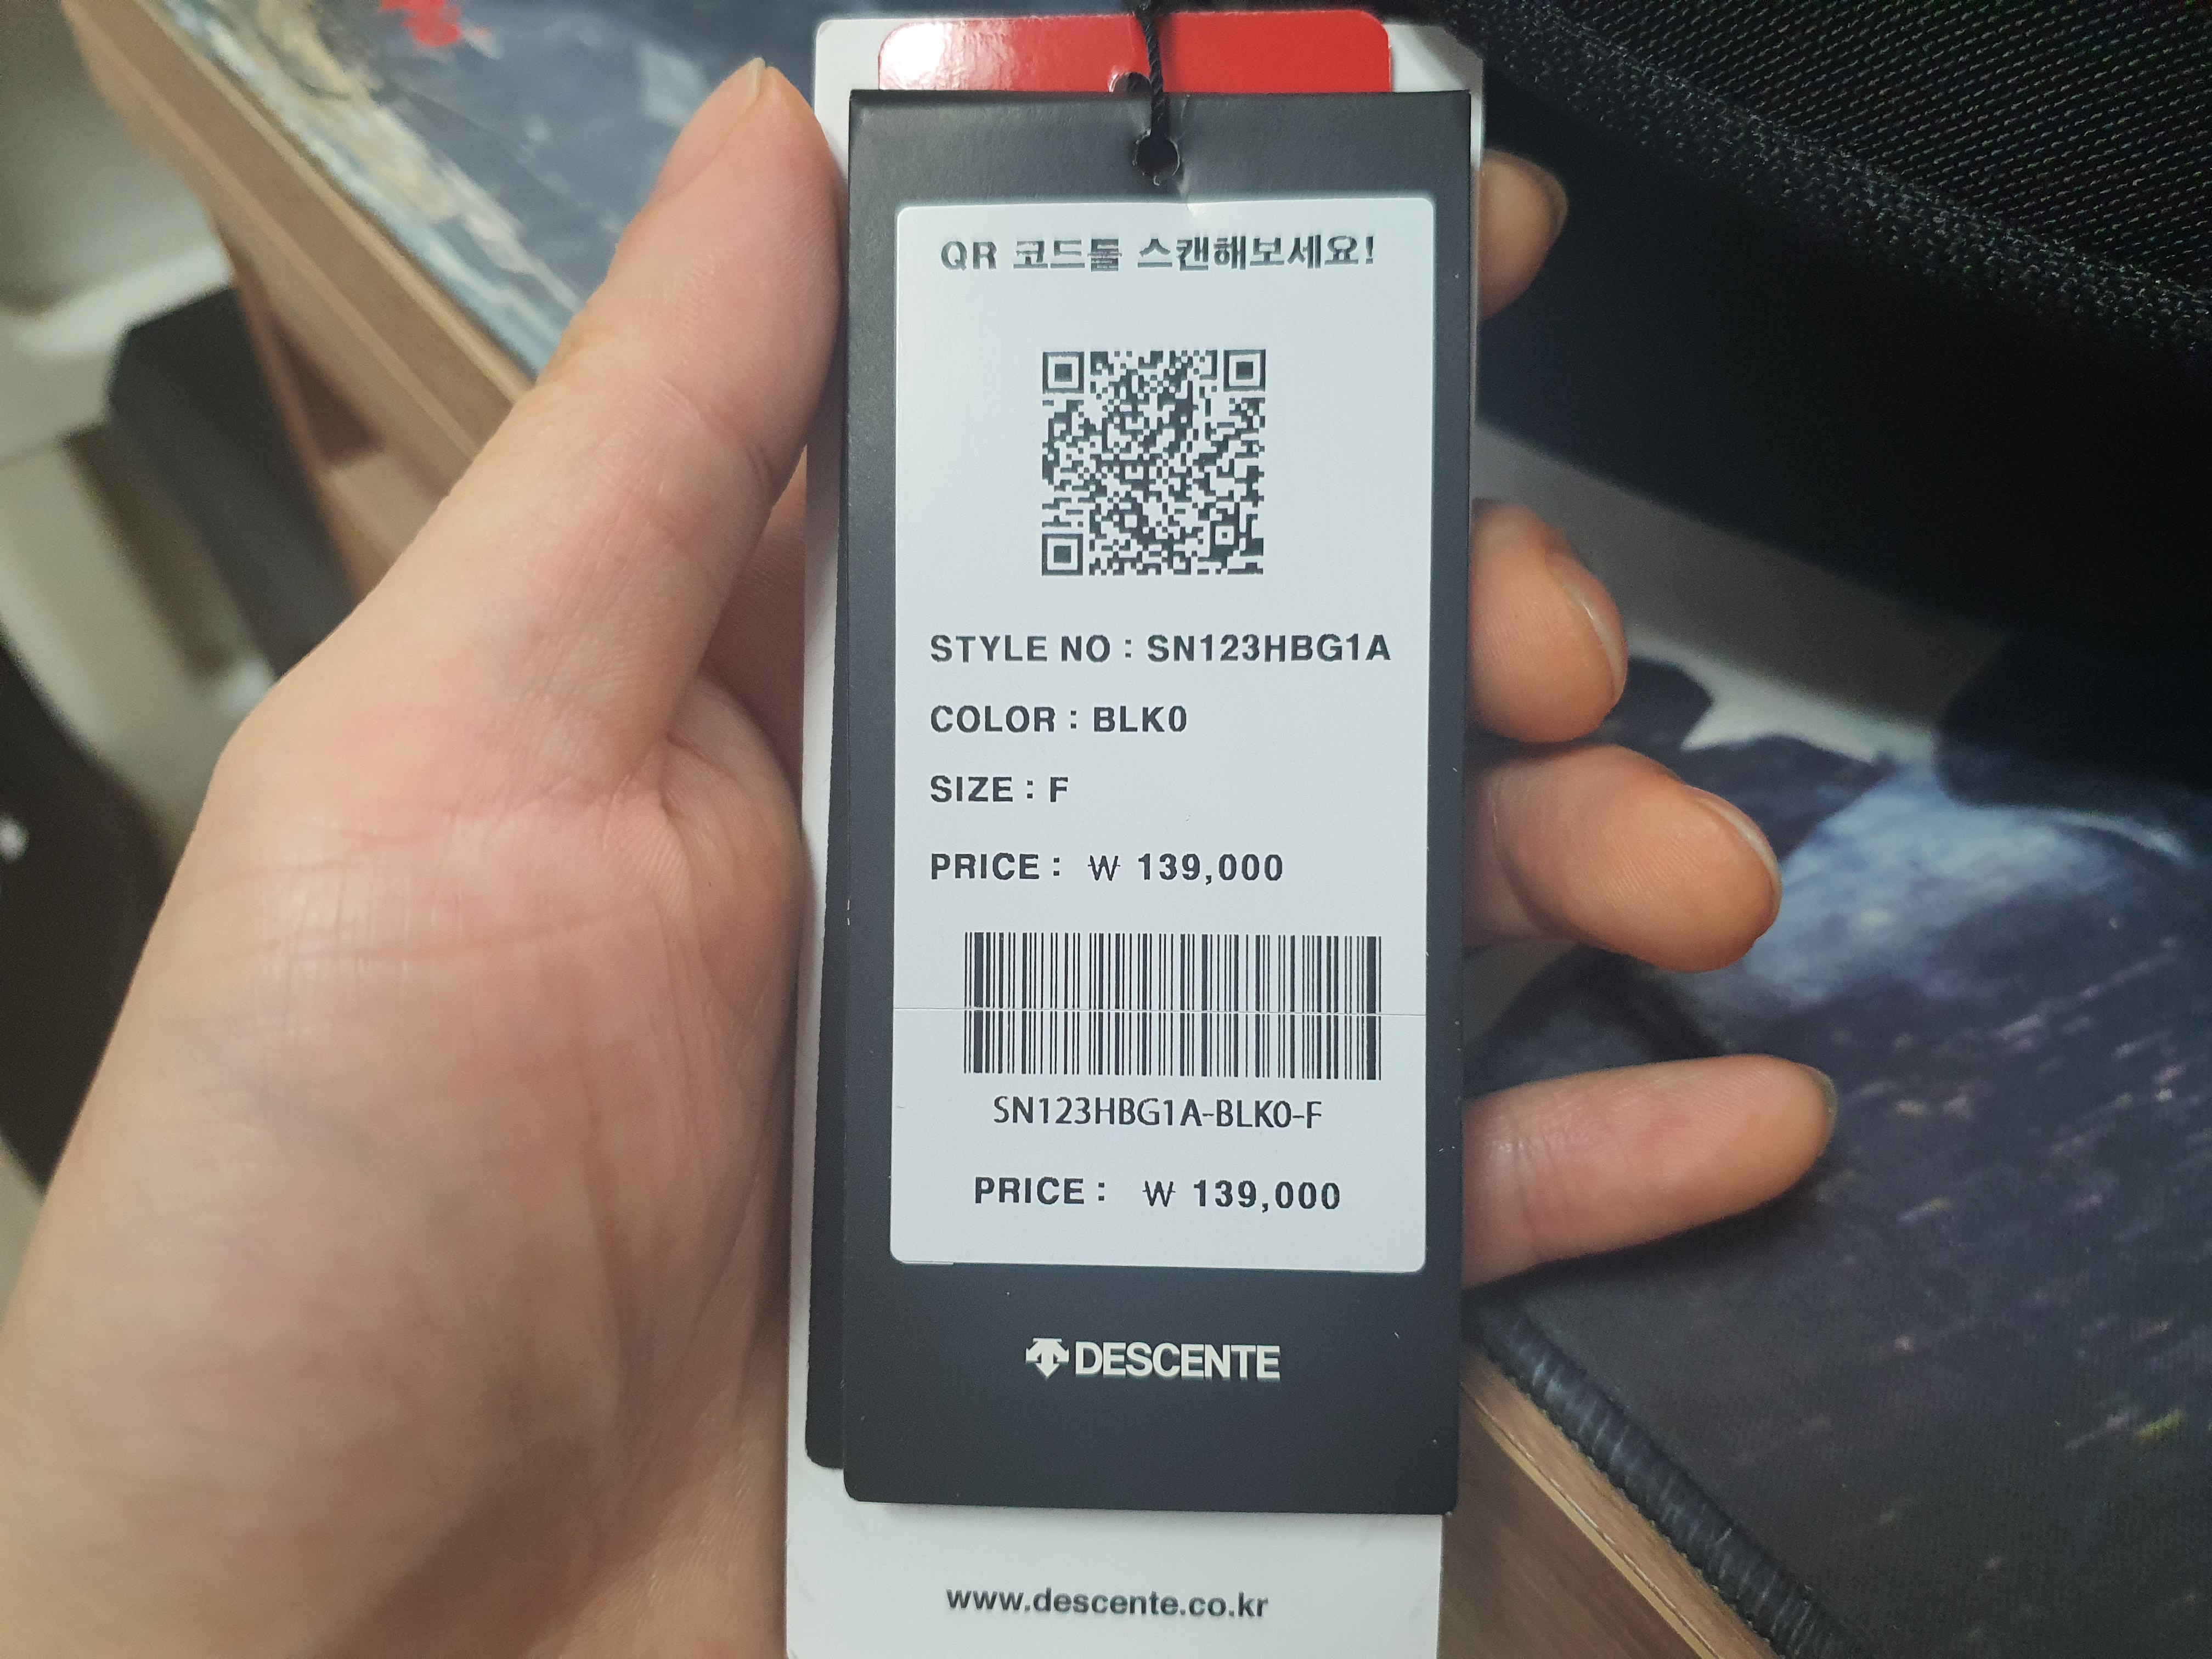 QR 코드를 스캔해보세요!
STYLE NO : SN123HBG1A
COLOR : BLK0
SIZE : F
PRICE : ₩ 139,000
SN123HBG1A-BLK0-F
PRICE : ₩ 139,000
DESCENTE
www.descente.co.kr